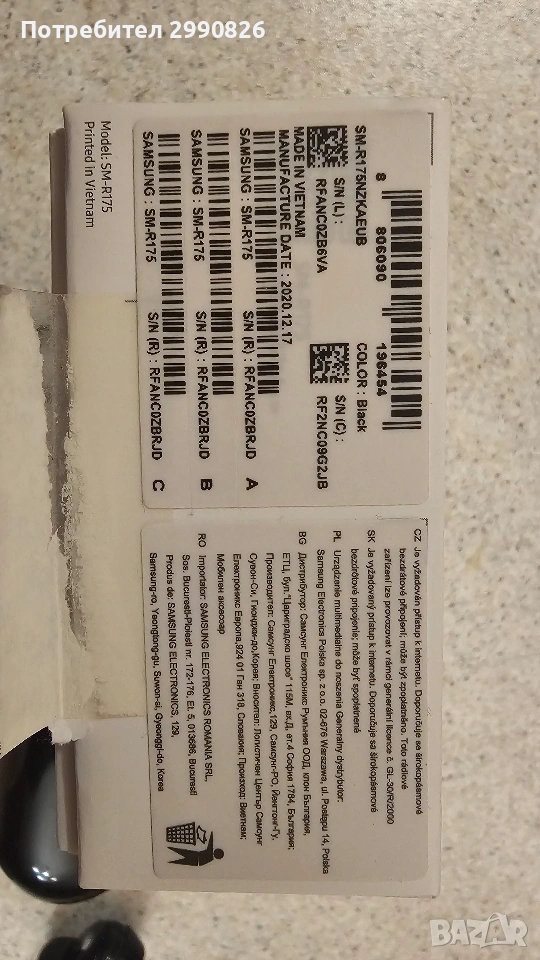 Потребител 2990826
8 806090 196454
SM-R175NZKAEUB
COLOR : Black
S/N (L) :
RFANC0ZB6VA
S/N (C) :
RF2NC09G2JB
MADE IN VIETNAM
MANUFACTURE DATE : 2020.12.17
SAMSUNG : SM-R175
S/N (R) : RFANC0ZBRJD
A
SAMSUNG : SM-R175
S/N (R) : RFANC0ZBRJD
B
SAMSUNG : SM-R175
S/N (R) : RFANC0ZBRJD
C
Model: SM-R175
Printed in Vietnam
CZ Je vyžadován přístup k internetu. Doporučuje se širokopásmové
bezdrátové připojení; může být zpoplatněno. Toto rádiové
zařízení lze provozovat v rámci generální licence č. GL-30/R/2000
SK Je vyžadovaný prístup k internetu. Doporučuje sa širokopásmové
bezdrôtové pripojenie; môže byť spoplatnené
PL Urządzenie multimedialne do noszenia Generalny dystrybutor:
Samsung Electronics Polska sp. z o.o. 02-676 Warszawa, ul. Postępu 14, Polska
BG Дистрибутор: Самсунг Електроникс Румъния ООД, клон България,
ЕТЦ, бул."Цариградско шосе" 115М, вх.Д, ет.4 София 1784, България;
Производител: Самсунг Електроникс,129, Самсунг-РО, Йентонг-Гу,
Сувон-Си, Гионджи-до,Корея; Вносител: Логистичен Център Самсунг
Електроникс Европа,924 01 Ган 318, Словакия; Произход: Виетнам;
Мобилен аксесоар
RO Importator: SAMSUNG ELECTRONICS ROMANIA SRL
Sos. Bucuresti-Ploiesti nr. 172-176, Et. 5, 013686, Bucuresti
Produs de: SAMSUNG ELECTRONICS, 129,
Samsung-ro, Yeongtong-gu, Suwon-si, Gyeonggi-do, Korea
BAZAR